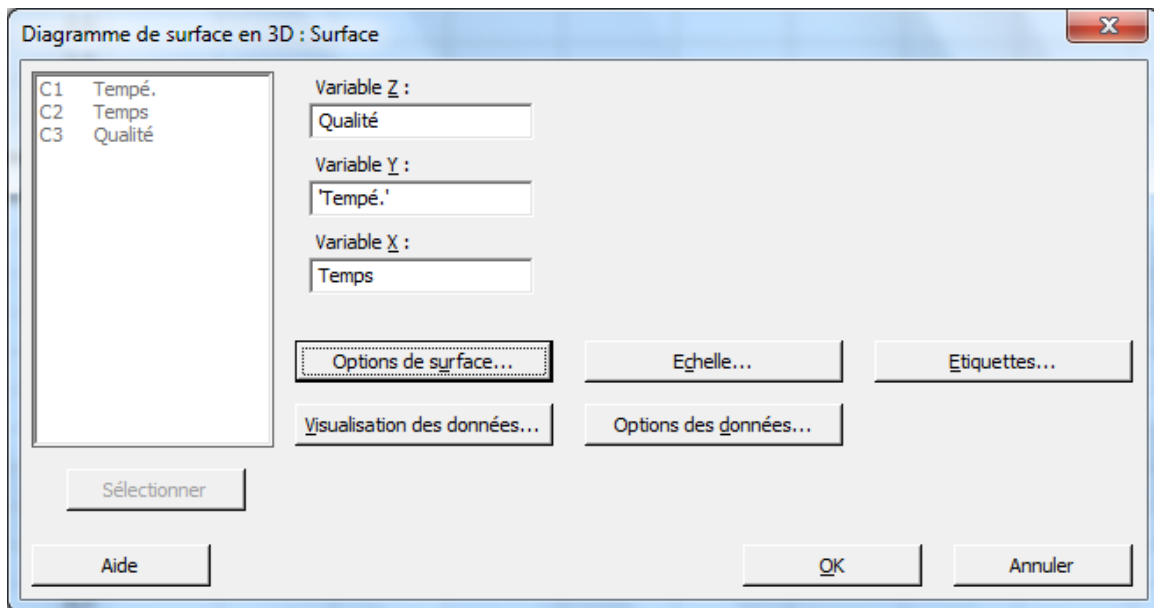 Diagramme de surface en 3D : Surface
C1 Tempé.
C2 Temps
C3 Qualité
Variable Z :
Qualité
Variable Y :
'Tempé.'
Variable X :
Temps
Options de surface... Echelle... Etiquettes...
Visualisation des données... Options des données...
Sélectionner
Aide OK Annuler